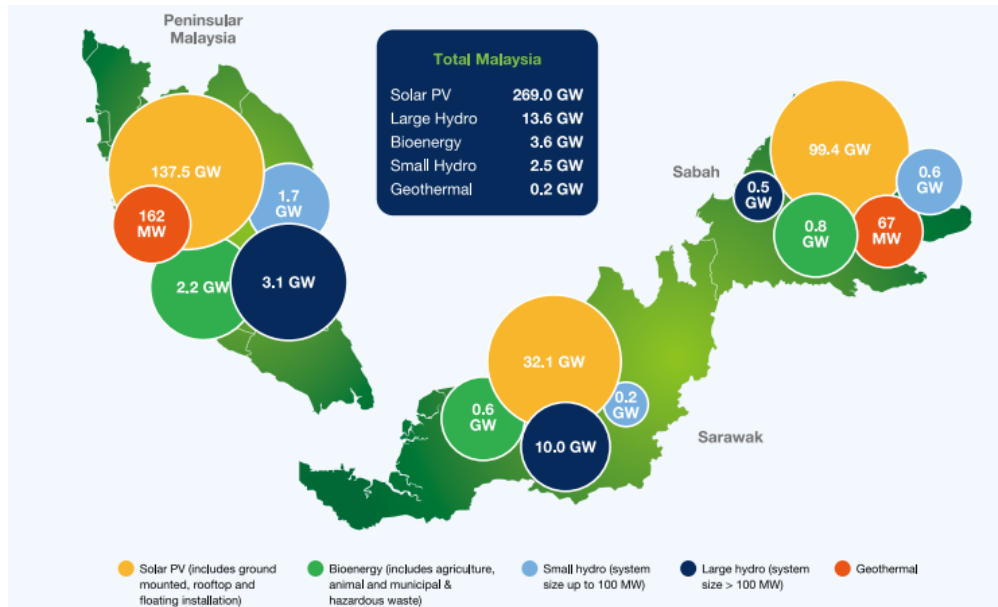 Peninsular
Malaysia
Total Malaysia
Solar PV 269.0 GW
Large Hydro 13.6 GW
Bioenergy 3.6 GW
Small Hydro 2.5 GW
Geothermal 0.2 GW
137.5 GW
162
MW
1.7
GW
2.2 GW
3.1 GW
Sabah
99.4 GW
0.5
GW
0.6
GW
0.8
GW
67
MW
32.1 GW
0.6
GW
0.2
GW
10.0 GW
Sarawak
Solar PV (includes ground
mounted, rooftop and
floating installation)
Bioenergy (includes agriculture,
animal and municipal &
hazardous waste)
Small hydro (system
size up to 100 MW)
Large hydro (system
size > 100 MW)
Geothermal